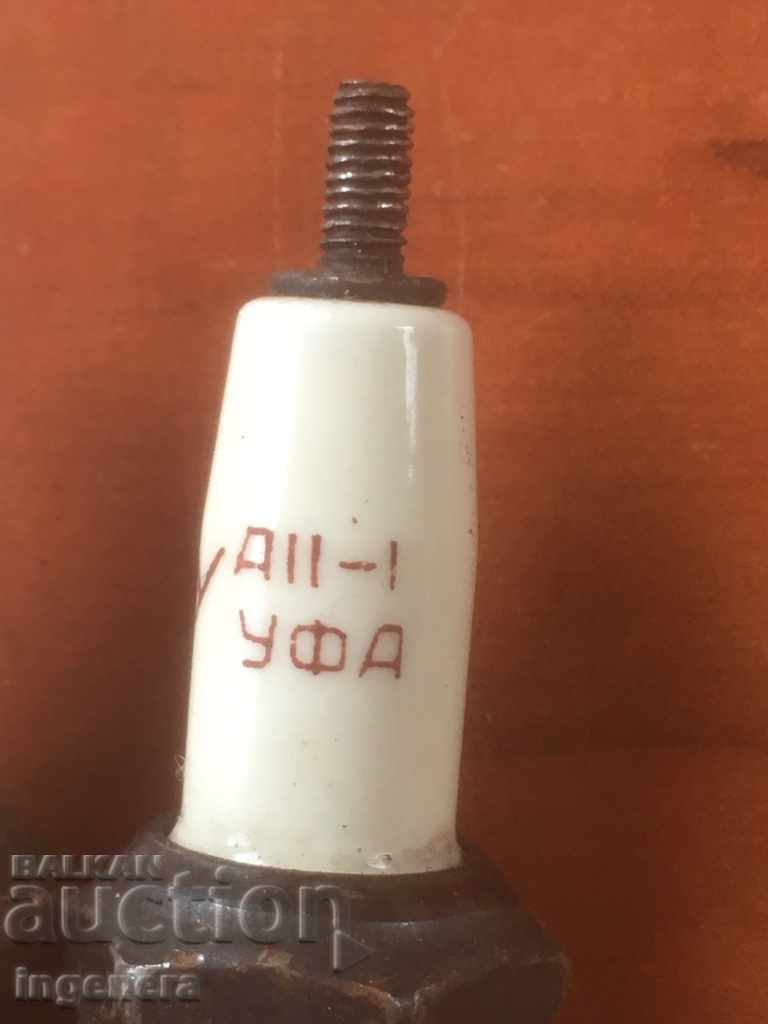 А11-1
УФА
BALKAN
auction
ingenera